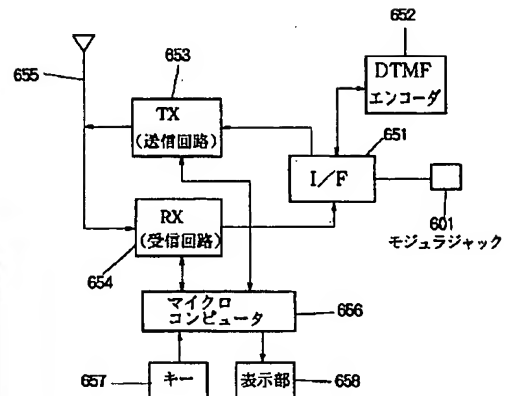 652
653
655
DTMF
エンコーダ
TX
(送信回路)
651
I/F
RX
(受信回路)
601
モジュラジャック
654
マイクロ
コンピュータ
656
657
キー
表示部
658